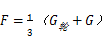 F = 1/3 （G轮 + G）